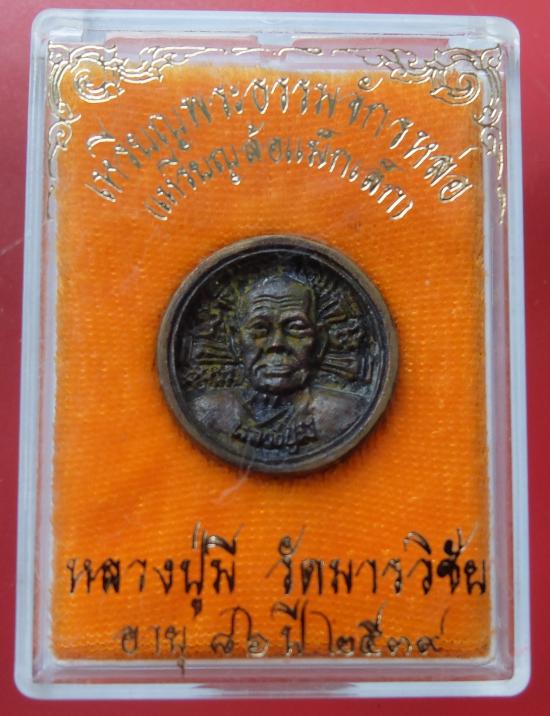 เหรียญพระธรรมจักรหล่อ
(เหรียญล้อแม็กเล็ก)
หลวงปู่มี
หลวงปู่มี วัดมารวิชัย
อายุ ๘๖ ปี ๒๕๓๙